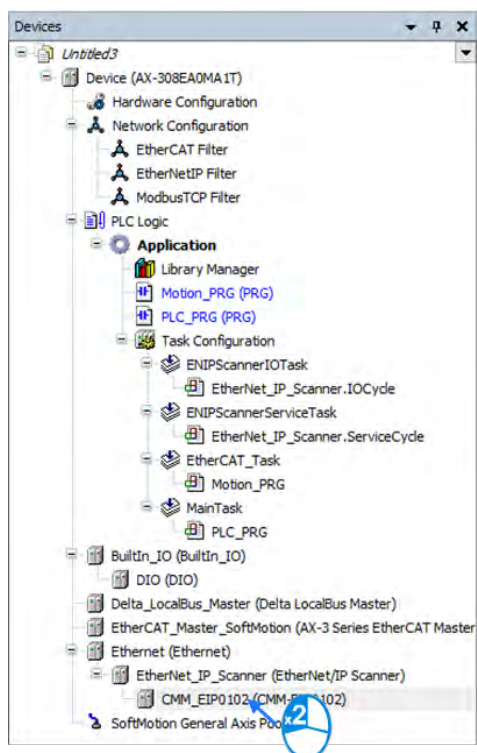 Devices
Untitled3
Device (AX-308EA0MA1T)
Hardware Configuration
Network Configuration
EtherCAT Filter
EtherNetIP Filter
ModbusTCP Filter
PLC Logic
Application
Library Manager
Motion_PRG (PRG)
PLC_PRG (PRG)
Task Configuration
ENIPScannerIOTask
EtherNet_IP_Scanner.IOCycle
ENIPScannerServiceTask
EtherNet_IP_Scanner.ServiceCycle
EtherCAT_Task
Motion_PRG
MainTask
PLC_PRG
BuiltIn_IO (BuiltIn_IO)
DIO (DIO)
Delta_LocalBus_Master (Delta LocalBus Master)
EtherCAT_Master_SoftMotion (AX-3 Series EtherCAT Master
Ethernet (Ethernet)
EtherNet_IP_Scanner (EtherNet/IP Scanner)
CMM_EIP0102
x2
SoftMotion General Axis